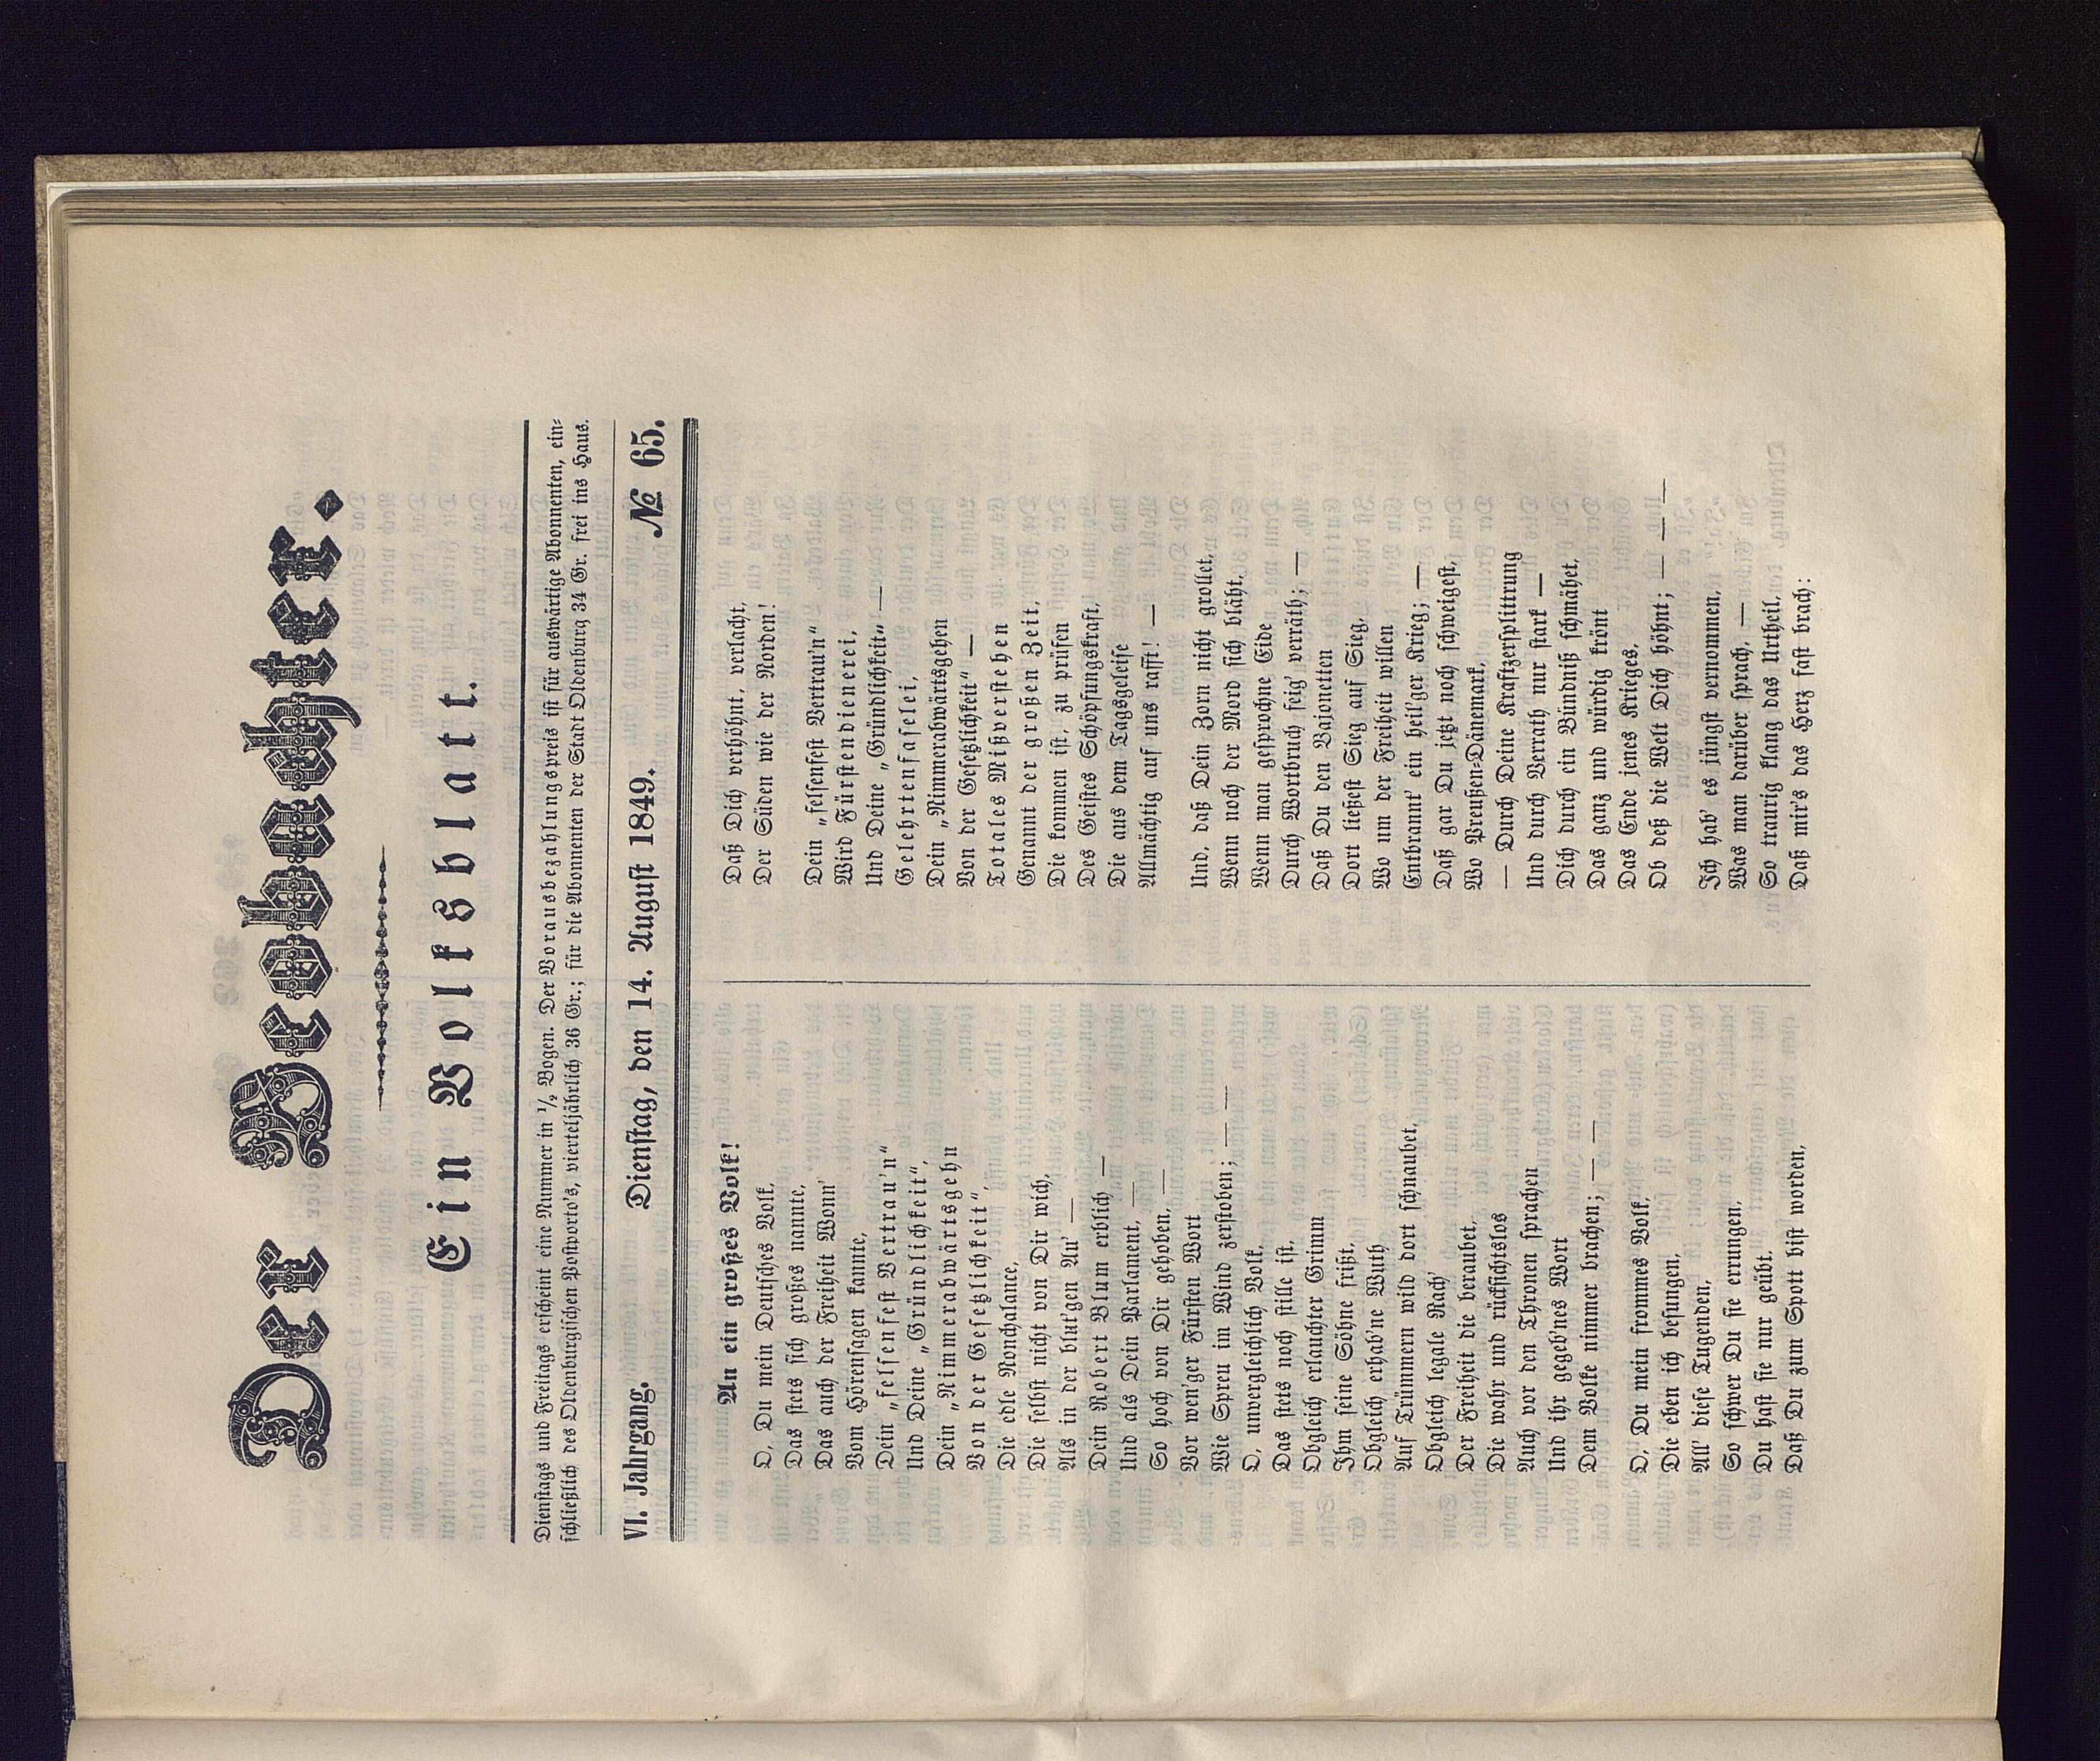 Der Beobachter.
Ein Volksblatt.
Dienstags und Freitags erscheint eine Nummer in ½ Bogen. Der Vorausbezahlungspreis ist für auswärtige Abonnenten, ein-
schließlich des Oldenburgischen Postporto's, vierteljährlich 36 Gr.; für die Abonnenten der Stadt Oldenburg 34 Gr. frei ins Haus.
VI. Jahrgang. Dienstag, den 14. August 1849. № 65.
An ein großes Volk!
O, Du mein Deutsches Volk,
Das stets sich großes nannte,
Das auch der Freiheit Wonn'
Vom Hörensagen kannte,
Dein „felsenfest Vertrau'n“
Und Deine „Gründlichkeit“,
Dein „Nimmerabwärtsgehn
Von der Gesetzlichkeit“,
Die edle Nonchalance,
Die selbst nicht von Dir wich,
Als in der blut'gen Au' —
Dein Robert Blum erblich —
Und als Dein Parlament, —
So hoch von Dir gehoben, —
Vor wen'ger Fürsten Wort
Wie Spreu im Wind zerstoben; — —
O, unvergleichlich Volk,
Das stets noch stille ist,
Obgleich erlauchter Grimm
Ihm seine Söhne frißt,
Obgleich erhab'ne Wuth
Auf Trümmern wild dort schnaubet,
Obgleich legale Rach'
Der Freiheit die beraubet,
Die wahr und rücksichtslos
Auch vor den Thronen sprachen
Und ihr gegeb'nes Wort
Dem Volke nimmer brachen; — —
O, Du mein frommes Volk,
Die eben ich besungen,
All' diese Tugenden,
So schwer Du sie errungen,
Du hast sie nur geübt,
Daß Du zum Spott bist worden,
Daß Dich verhöhnt, verlacht,
Der Süden wie der Norden!
Dein „felsenfest Vertrau'n“
Wird Fürstendienerei,
Und Deine „Gründlichkeit“ —
Gelehrtenfaselei,
Dein „Nimmerabwärtsgehen
Von der Gesetzlichkeit“ —
Totales Mißverstehen
Genannt der großen Zeit,
Die kommen ist, zu prüfen
Des Geistes Schöpfungskraft,
Die aus dem Tagsgeleise
Allmächtig auf uns rafft! —
Und, daß Dein Zorn nicht grollet,
Wenn noch der Mord sich bläht,
Wenn man gesprochne Eide
Durch Wortbruch feig' verräth; —
Daß Du den Bajonetten
Dort ließest Sieg auf Sieg,
Wo um der Freiheit willen
Entbrannt' ein heil'ger Krieg; —
Daß gar Du jetzt noch schweigest,
Wo Preußen-Dänemark,
— Durch Deine Kraftzersplittrung
Und durch Verrath nur stark —
Dich durch ein Bündniß schmähet,
Das ganz und würdig krönt
Das Ende jenes Krieges,
Ob deß die Welt Dich höhnt; — — —
Ich hab' es jüngst vernommen,
Was man darüber sprach, —
So traurig klang das Urtheil,
Daß mir's das Herz fast brach: